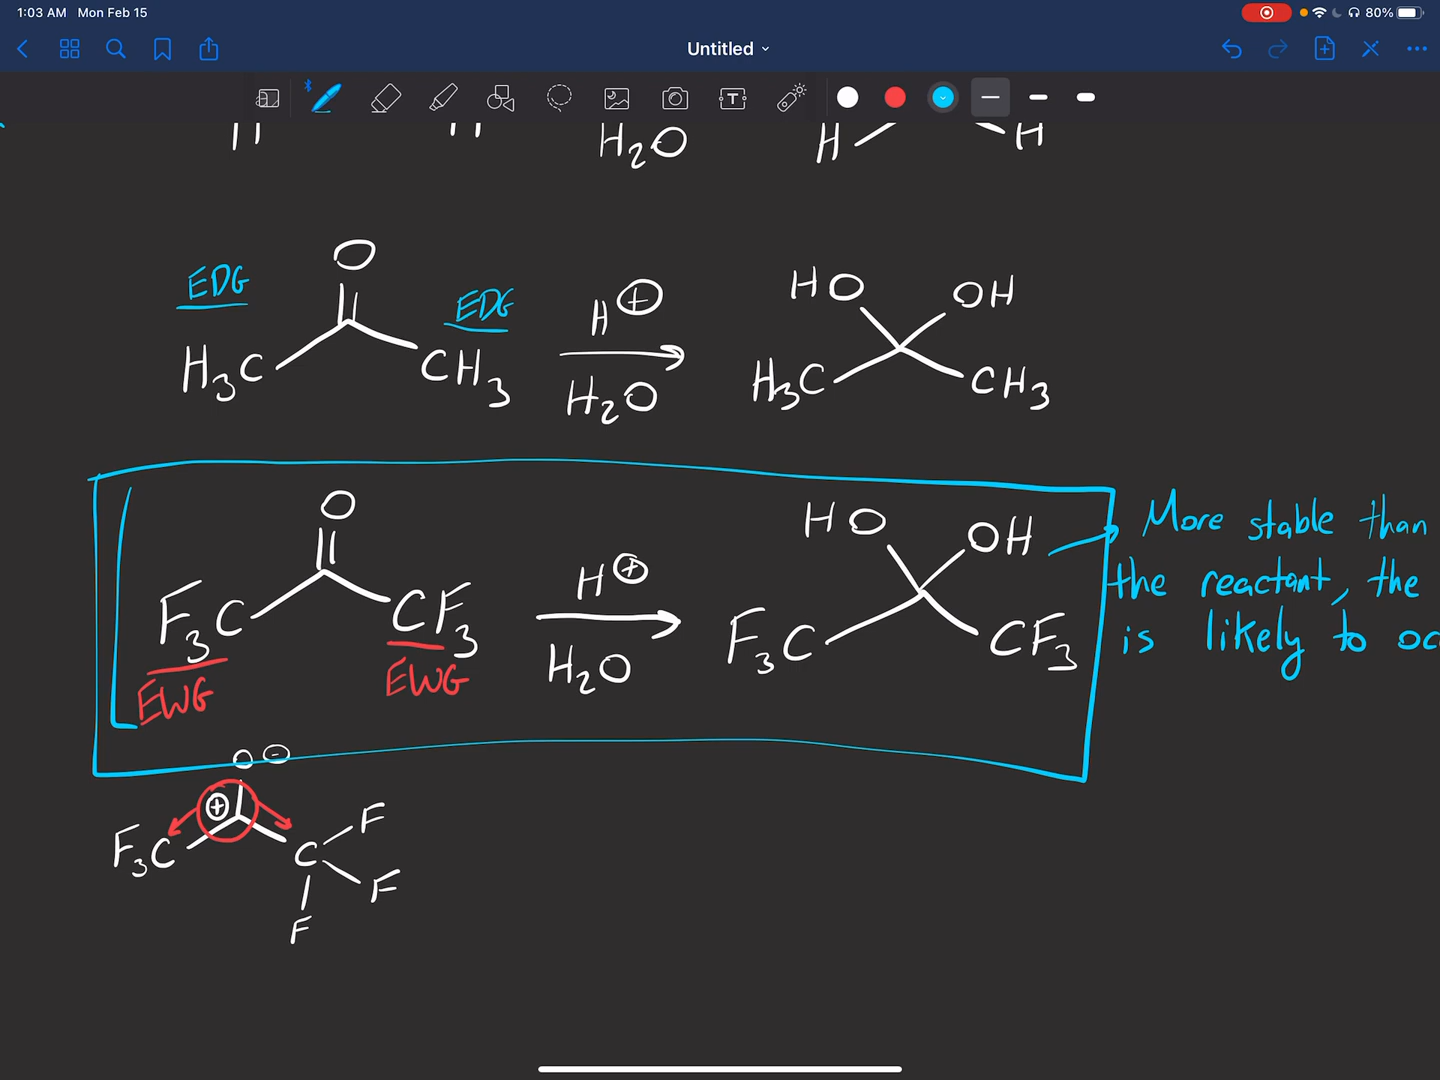 1:03 AM Mon Feb 15
80%
Untitled
T
H₂O
H
H
EDG
O
EDG
H₃C
CH₃
H⊕
H₂O
HO
OH
H₃C
CH₃
O
F₃C
CF₃
EWG
EWG
H⊕
H₂O
HO
OH
F₃C
CF₃
More stable than
the reactant, the
is likely to oc
O⊖
⊕
F₃C
C
F
F
F